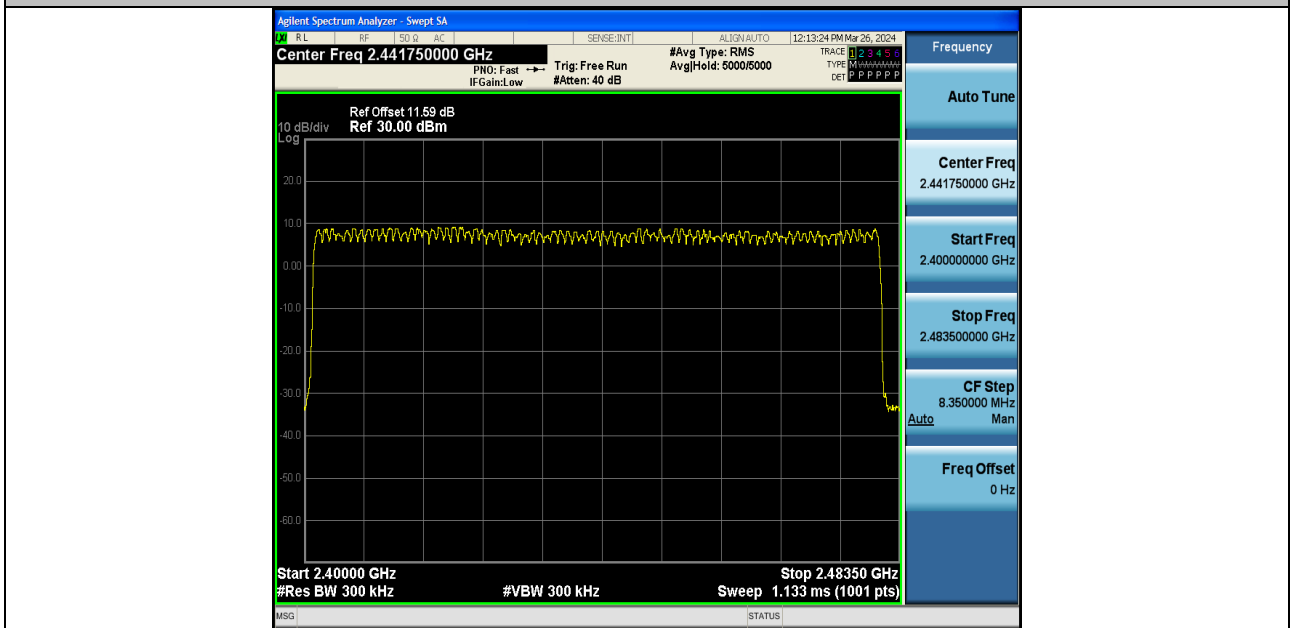 Agilent Spectrum Analyzer - Swept SA
LXI RL RF 50 Ω AC SENSE:INT ALIGN AUTO 12:13:24 PM Mar 26, 2024
Center Freq 2.441750000 GHz
PNO: Fast
IFGain:Low
Trig: Free Run
#Atten: 40 dB
#Avg Type: RMS
Avg|Hold: 5000/5000
TRACE 1 2 3 4 5 6
TYPE M
DET P P P P P P
Ref Offset 11.59 dB
10 dB/div Ref 30.00 dBm
Log
20.0
10.0
0.00
-10.0
-20.0
-30.0
-40.0
-50.0
-60.0
Start 2.40000 GHz Stop 2.48350 GHz
#Res BW 300 kHz #VBW 300 kHz Sweep 1.133 ms (1001 pts)
MSG STATUS
Frequency
Auto Tune
Center Freq
2.441750000 GHz
Start Freq
2.400000000 GHz
Stop Freq
2.483500000 GHz
CF Step
8.350000 MHz
Auto Man
Freq Offset
0 Hz